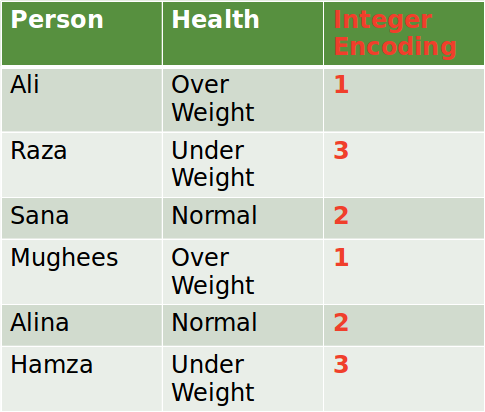 Person Health Integer
Encoding
Ali Over 1
Weight
Raza Under 3
Weight
Sana Normal 2
Mughees Over 1
Weight
Alina Normal 2
Hamza Under 3
Weight